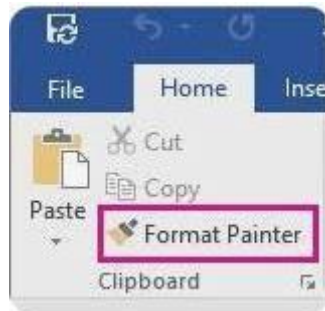 File Home Inse
Cut
Copy
Paste
Format Painter
Clipboard